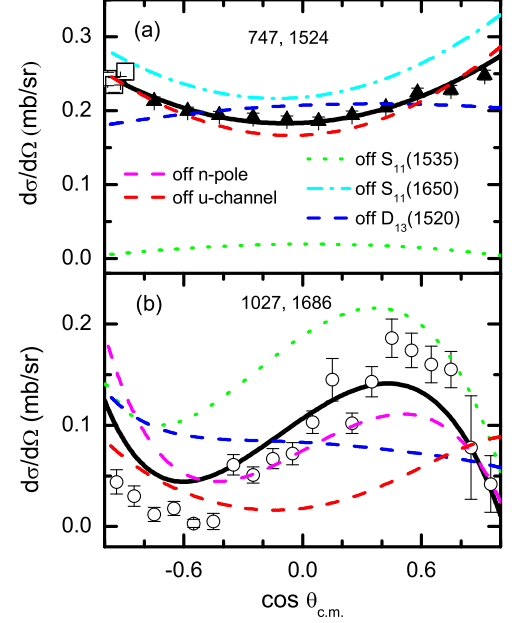 (a)
747, 1524
0.3
0.2
0.1
0.0
dσ/dΩ (mb/sr)
off n-pole
off u-channel
off S11(1535)
off S11(1650)
off D13(1520)
(b)
1027, 1686
0.2
0.1
0.0
dσ/dΩ (mb/sr)
-0.6 0.0 0.6
cos θc.m.